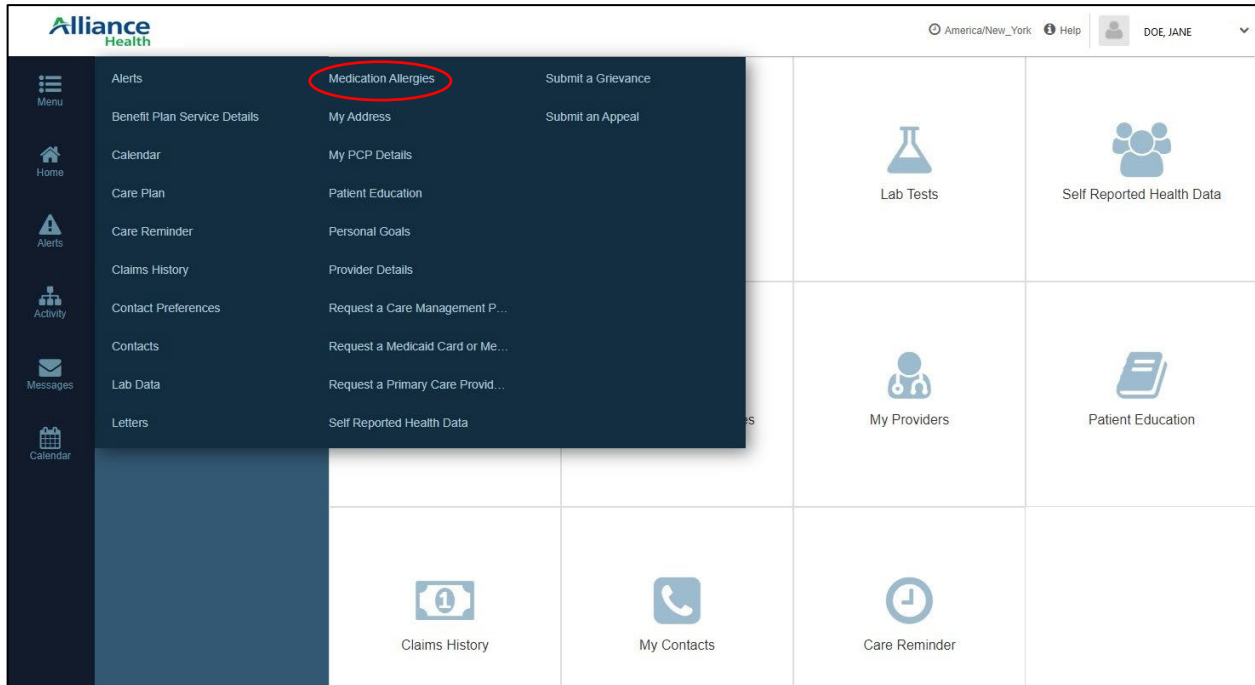 Alliance
Health
America/New_York
Help
DOE, JANE
Menu
Home
Alerts
Activity
Messages
Calendar
Alerts
Benefit Plan Service Details
Calendar
Care Plan
Care Reminder
Claims History
Contact Preferences
Contacts
Lab Data
Letters
Medication Allergies
My Address
My PCP Details
Patient Education
Personal Goals
Provider Details
Request a Care Management P...
Request a Medicaid Card or Me...
Request a Primary Care Provid...
Self Reported Health Data
Submit a Grievance
Submit an Appeal
Lab Tests
Self Reported Health Data
es
My Providers
Patient Education
1
Claims History
My Contacts
Care Reminder